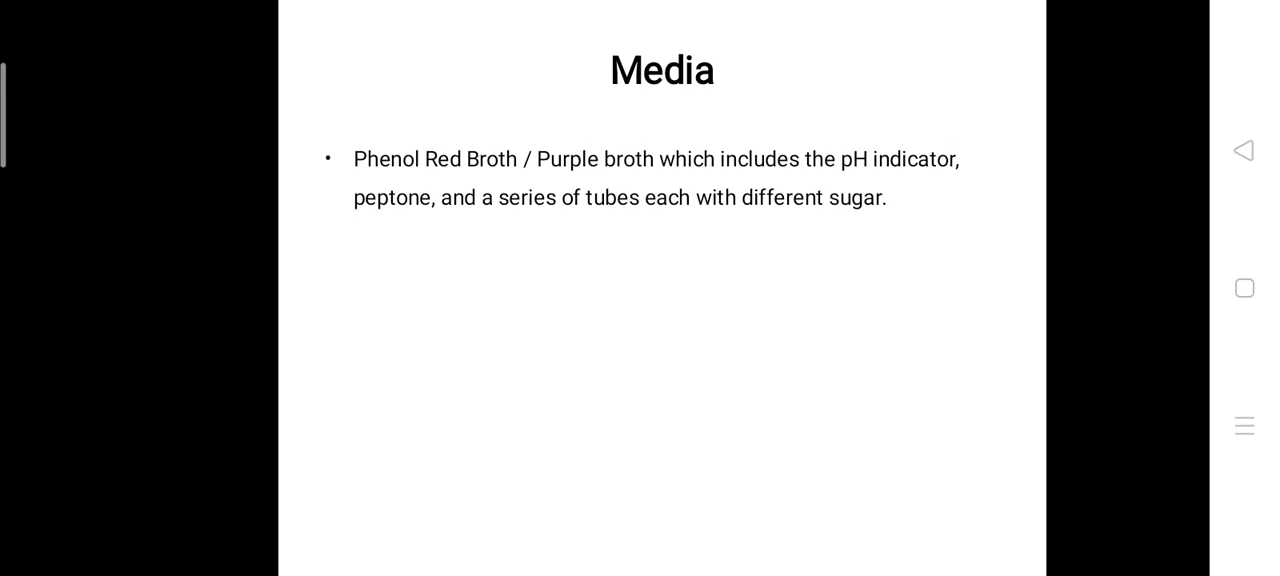 Media
• Phenol Red Broth / Purple broth which includes the pH indicator,
peptone, and a series of tubes each with different sugar.